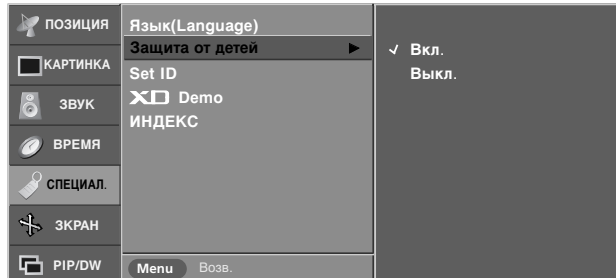 ПОЗИЦИЯ
КАРТИНКА
ЗВУК
ВРЕМЯ
СПЕЦИАЛ.
ЗКРАН
PIP/DW
Язык(Language)
Защита от детей ►
Set ID
XD Demo
ИНДЕКС
Menu Возв.
✓ Вкл.
Выкл.